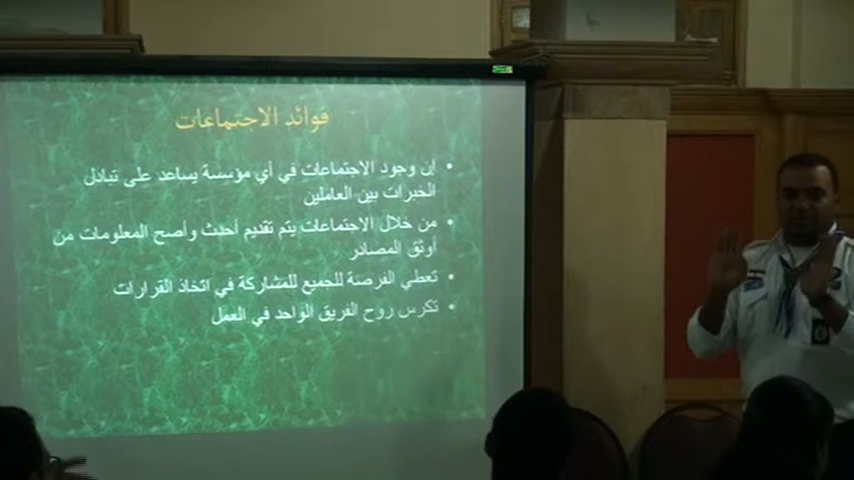 فوائد الاجتماعات
• إن وجود الاجتماعات في أي مؤسسة يساعد على تبادل
الخبرات بين العاملين
• من خلال الاجتماعات يتم تقديم أحدث وأصح المعلومات من
أوثق المصادر
• تعطي الفرصة للجميع للمشاركة في اتخاذ القرارات
• تكرس روح الفريق الواحد في العمل